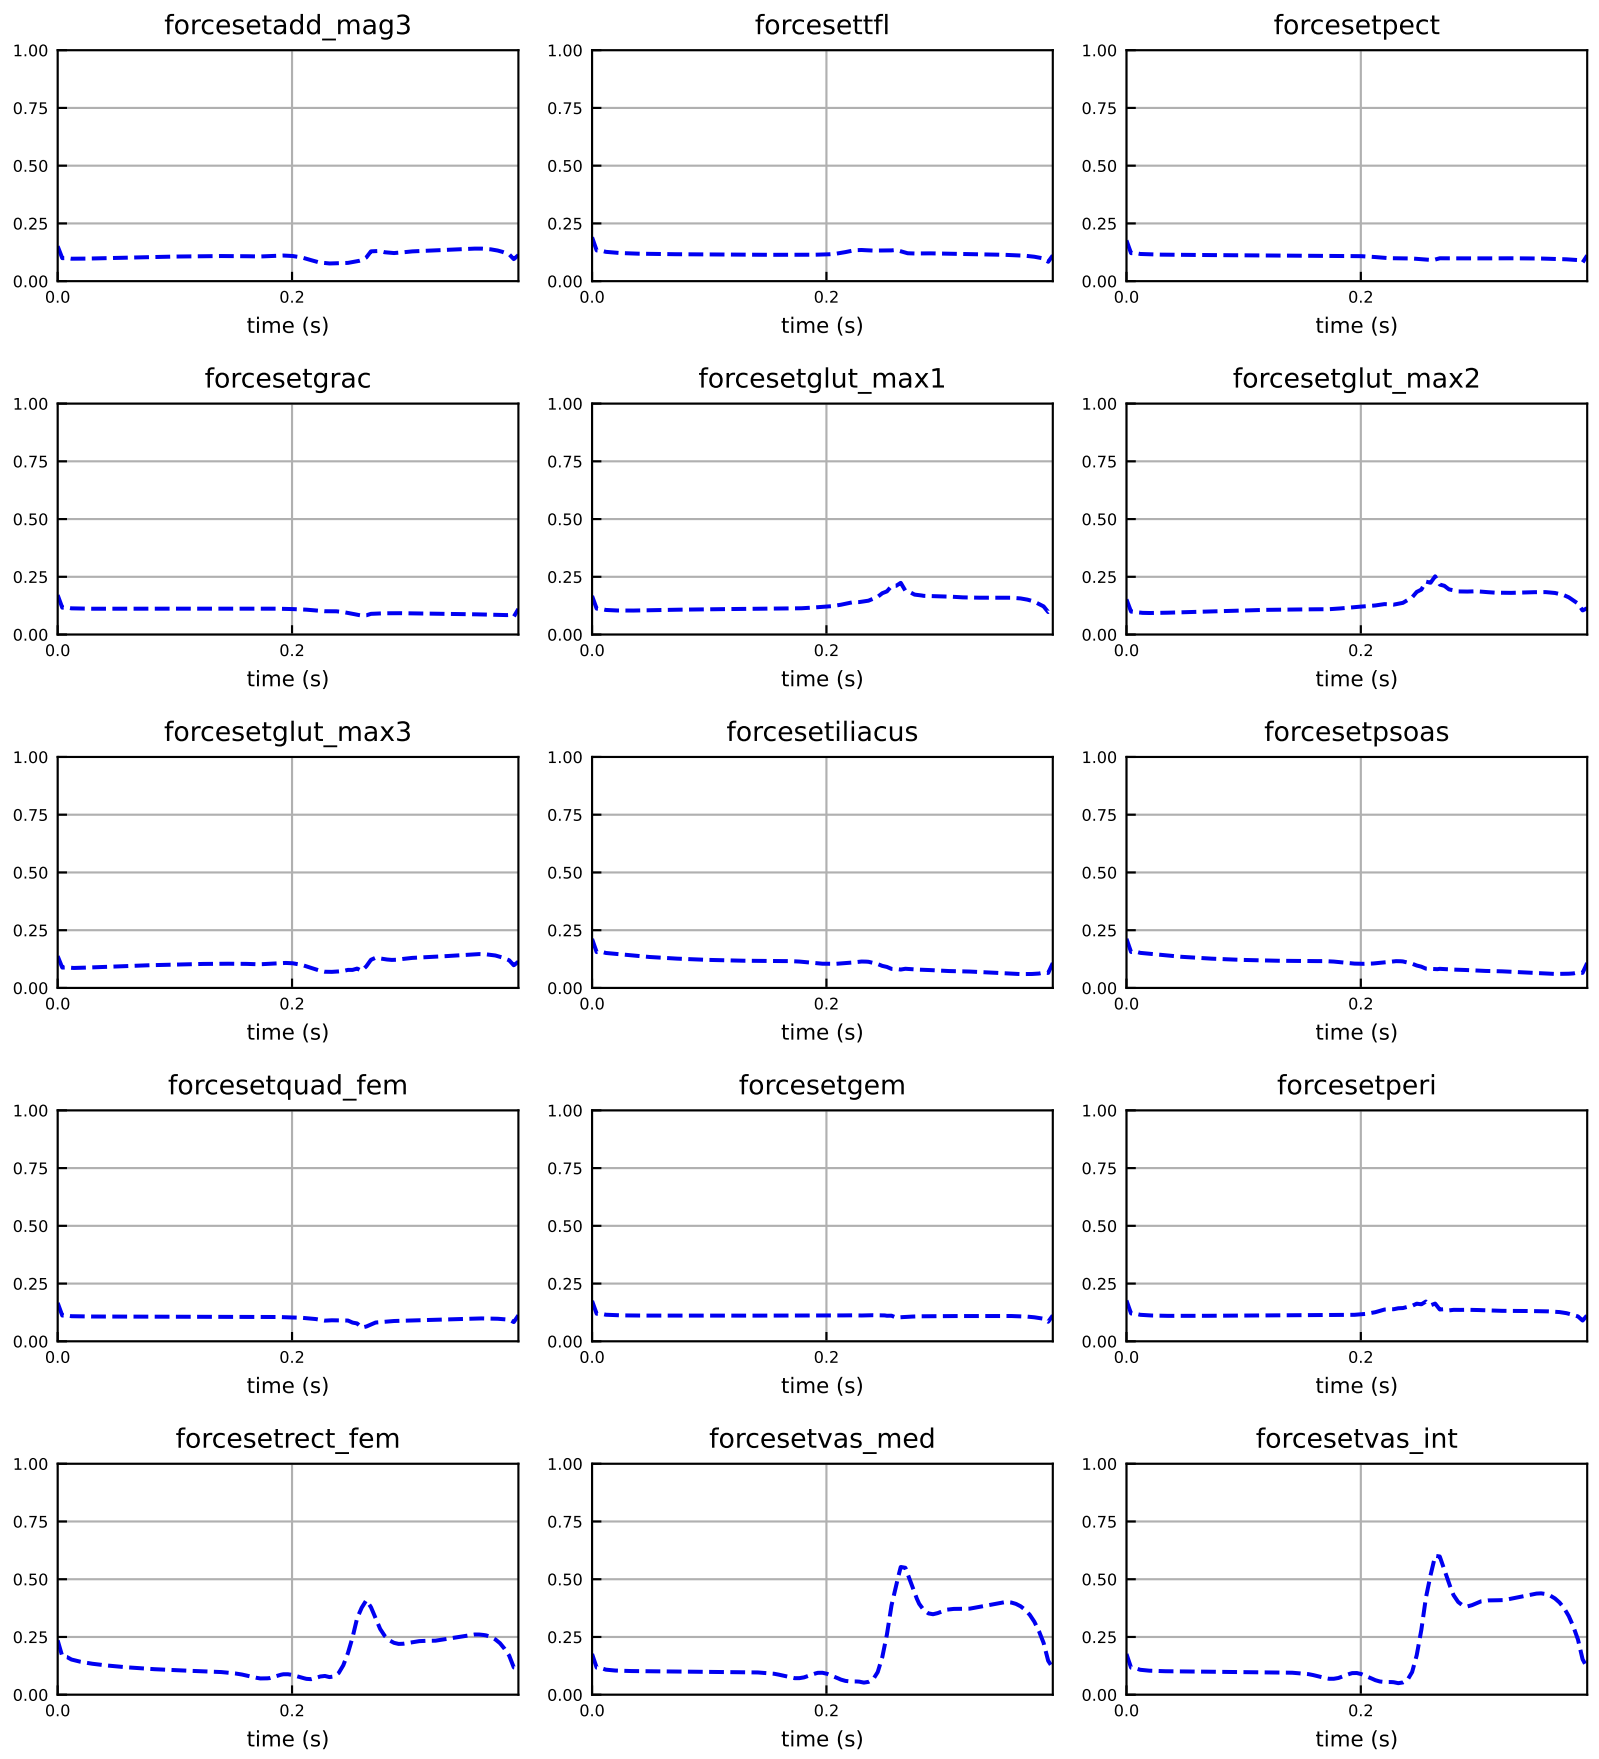 forcesetadd_mag3 forcesettfl forcesetpect
1.00 1.00 1.00
0.75 0.75 0.75
0.50 0.50 0.50
0.25 0.25 0.25
0.00 0.00 0.00
0.0 0.2 0.0 0.2 0.0 0.2
time (s) time (s) time (s)
forcesetgrac forcesetglut_max1 forcesetglut_max2
1.00 1.00 1.00
0.75 0.75 0.75
0.50 0.50 0.50
0.25 0.25 0.25
0.00 0.00 0.00
0.0 0.2 0.0 0.2 0.0 0.2
time (s) time (s) time (s)
forcesetglut_max3 forcesetiliacus forcesetpsoas
1.00 1.00 1.00
0.75 0.75 0.75
0.50 0.50 0.50
0.25 0.25 0.25
0.00 0.00 0.00
0.0 0.2 0.0 0.2 0.0 0.2
time (s) time (s) time (s)
forcesetquad_fem forcesetgem forcesetperi
1.00 1.00 1.00
0.75 0.75 0.75
0.50 0.50 0.50
0.25 0.25 0.25
0.00 0.00 0.00
0.0 0.2 0.0 0.2 0.0 0.2
time (s) time (s) time (s)
forcesetrect_fem forcesetvas_med forcesetvas_int
1.00 1.00 1.00
0.75 0.75 0.75
0.50 0.50 0.50
0.25 0.25 0.25
0.00 0.00 0.00
0.0 0.2 0.0 0.2 0.0 0.2
time (s) time (s) time (s)